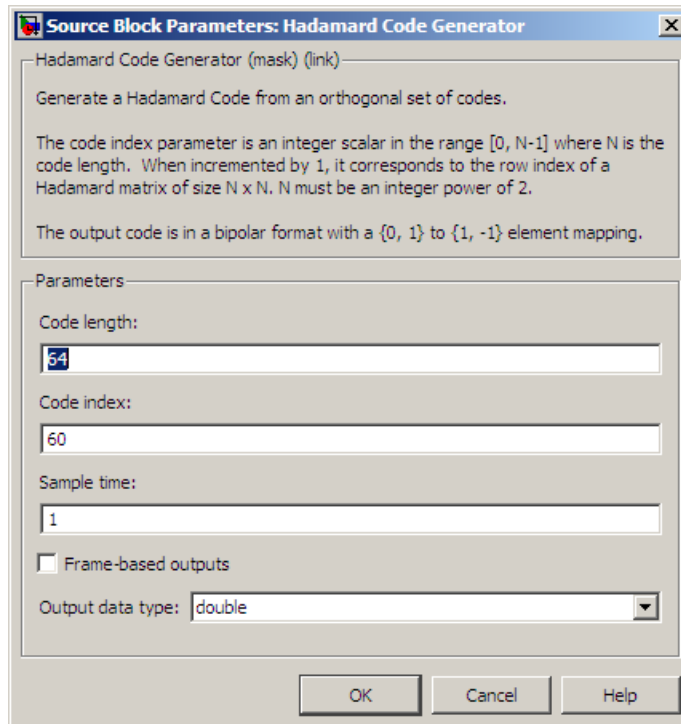 Source Block Parameters: Hadamard Code Generator
Hadamard Code Generator (mask) (link)
Generate a Hadamard Code from an orthogonal set of codes.
The code index parameter is an integer scalar in the range [0, N-1] where N is the
code length.  When incremented by 1, it corresponds to the row index of a
Hadamard matrix of size N x N. N must be an integer power of 2.
The output code is in a bipolar format with a {0, 1} to {1, -1} element mapping.
Parameters
Code length:
64
Code index:
60
Sample time:
1
Frame-based outputs
Output data type: double
OK Cancel Help